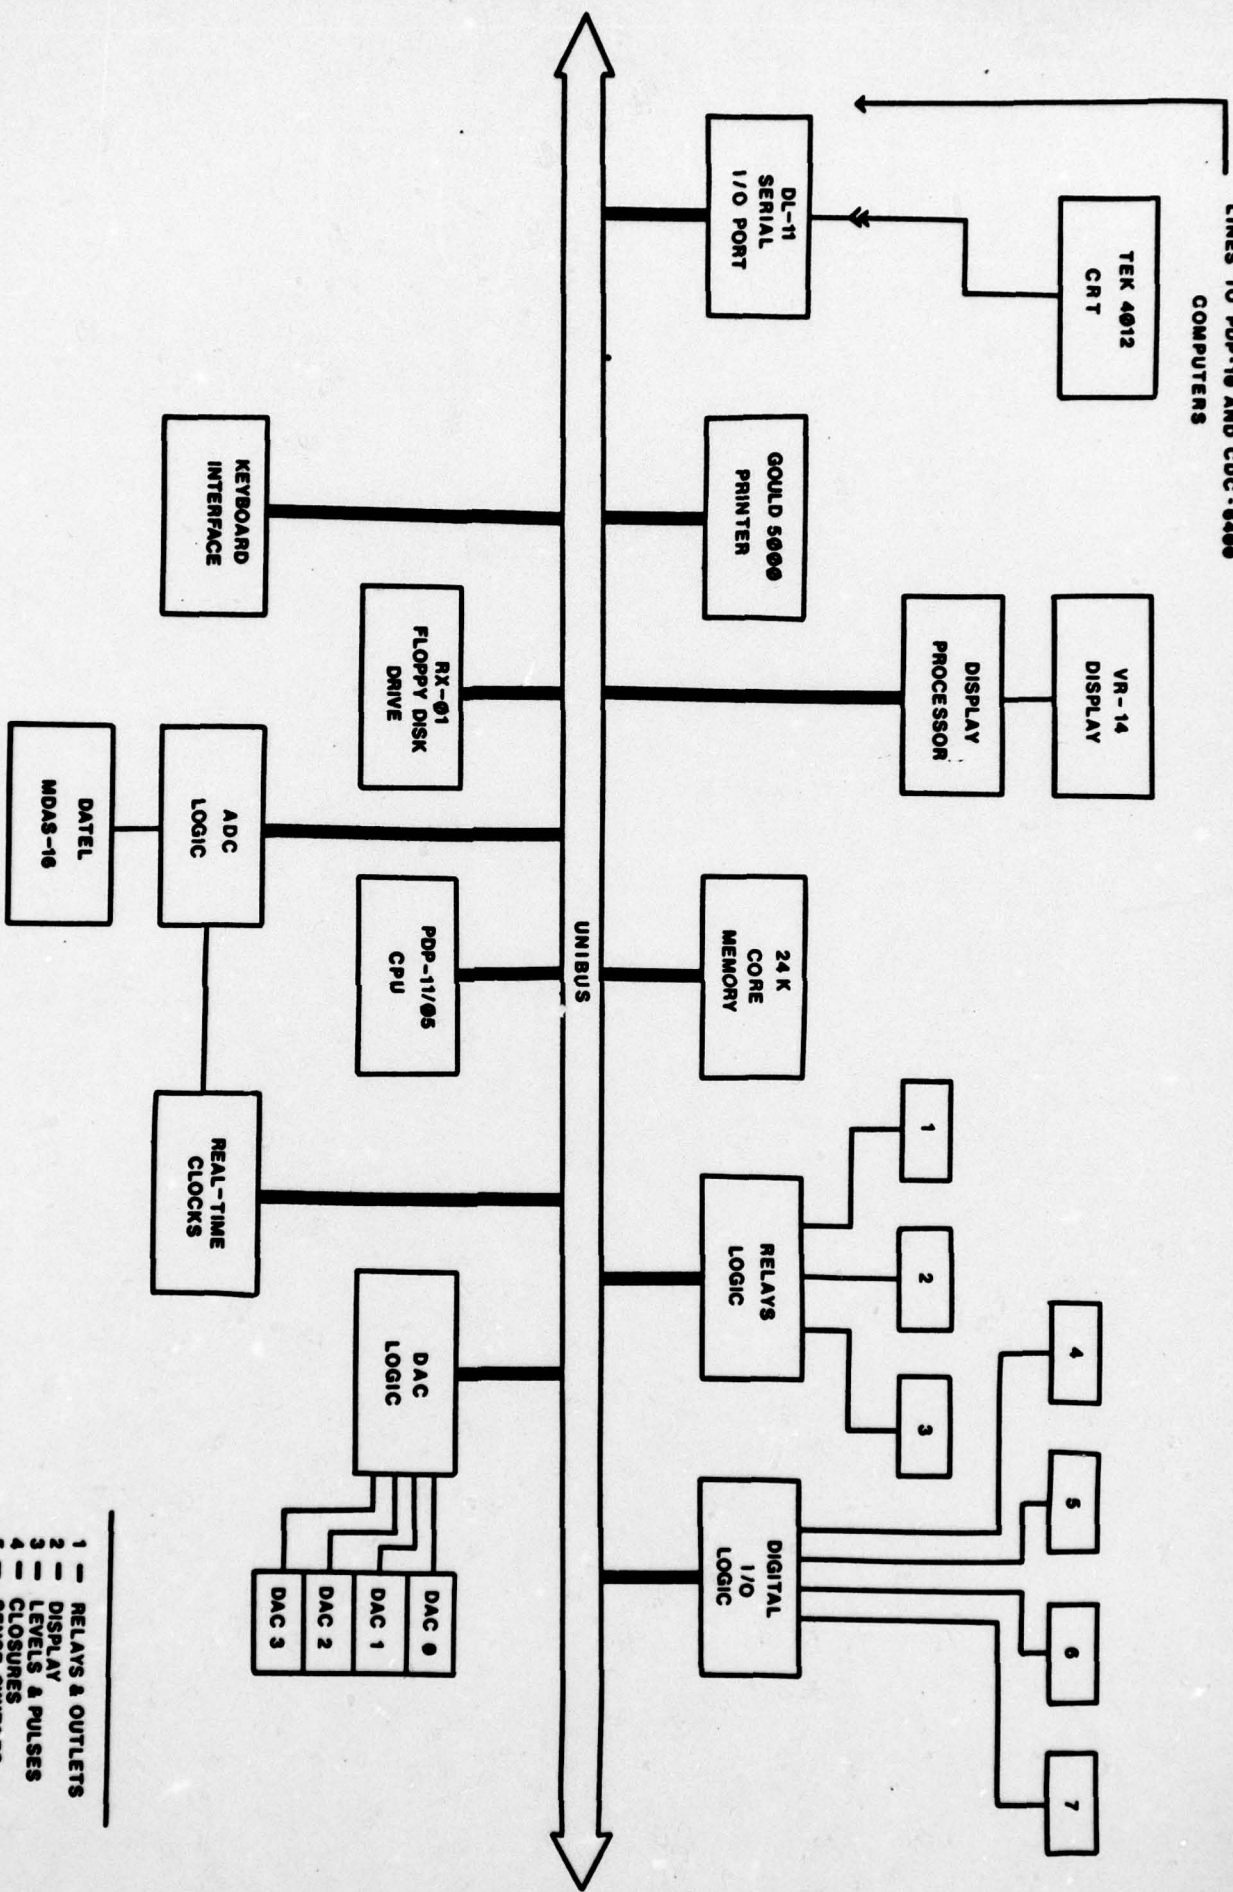 LINES TO PDP-10 AND CDC-6400
COMPUTERS
TEK 4012
CRT
VR-14
DISPLAY
4
5
6
7
DISPLAY
PROCESSOR
1
2
3
DL-11
SERIAL
I/O PORT
GOULD 5000
PRINTER
24 K
CORE
MEMORY
RELAYS
LOGIC
DIGITAL
I/O
LOGIC
UNIBUS
RX-01
FLOPPY DISK
DRIVE
PDP-11/05
CPU
DAC
LOGIC
DAC 0
DAC 1
DAC 2
DAC 3
KEYBOARD
INTERFACE
ADC
LOGIC
REAL-TIME
CLOCKS
DATEL
MDAS-16
1 — RELAYS & OUTLETS
2 — DISPLAY
3 — LEVELS & PULSES
4 — CLOSURES